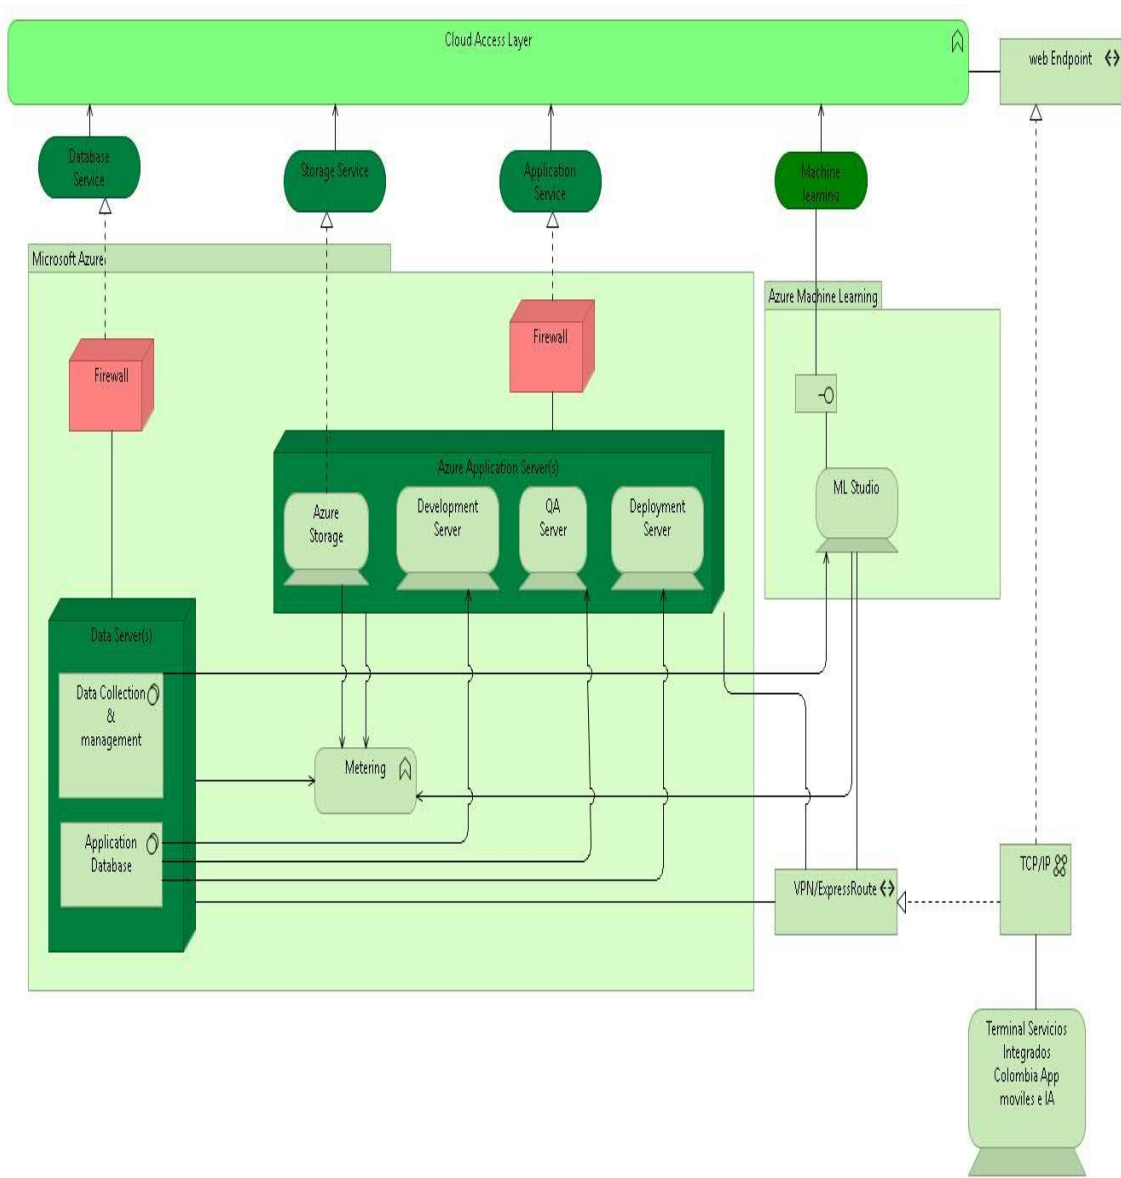 Cloud Access Layer
web Endpoint
Database
Service
Storage Service
Application
Service
Machine
learning
Microsoft Azure
Azure Machine Learning
Firewall
Firewall
Azure Application Server(s)
Azure
Storage
Development
Server
QA
Server
Deployment
Server
ML Studio
Data Server(s)
Data Collection
&
management
Metering
Application
Database
VPN/ExpressRoute
TCP/IP
Terminal Servicios
Integrados
Colombia App
moviles e IA